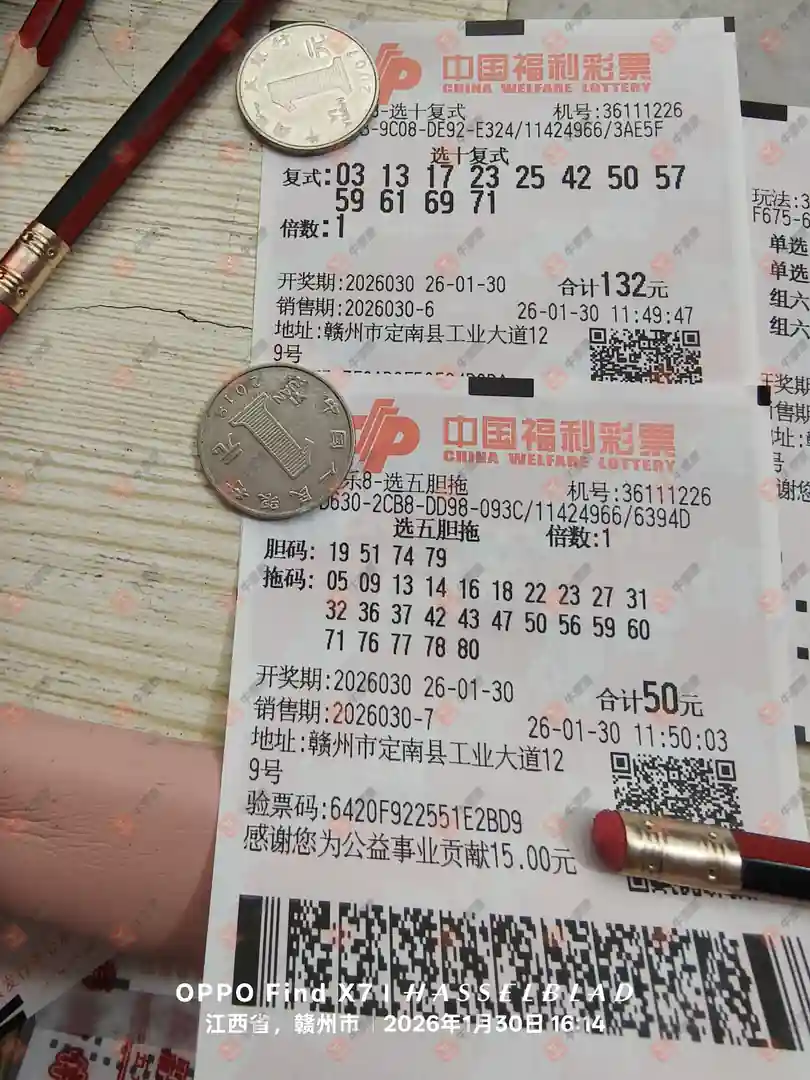 中国福利彩票
CHINA WELFARE LOTTERY
8-选十复式 机号:36111226
-9C08-DE92-E324/11424966/3AE5F
选十复式
复式:03 13 17 23 25 42 50 57
59 61 69 71
倍数:1
开奖期:2026030 26-01-30 合计132元
销售期:2026030-6 26-01-30 11:49:47
地址:赣州市定南县工业大道12
9号
玩法:3
F675-6
单选
单选
组六
组六
开奖期
售期
址:
号
谢您
中国福利彩票
CHINA WELFARE LOTTERY
乐8-选五胆拖 机号:36111226
D630-2CB8-DD98-093C/11424966/6394D
选五胆拖 倍数:1
胆码: 19 51 74 79
拖码: 05 09 13 14 16 18 22 23 27 31
32 36 37 42 43 47 50 56 59 60
71 76 77 78 80
开奖期:2026030 26-01-30 合计50元
销售期:2026030-7 26-01-30 11:50:03
地址:赣州市定南县工业大道12
9号
验票码:6420F922551E2BD9
感谢您为公益事业贡献15.00元
OPPO Find X7 | HASSELBLAD
江西省，赣州市 | 2026年1月30日 16:14